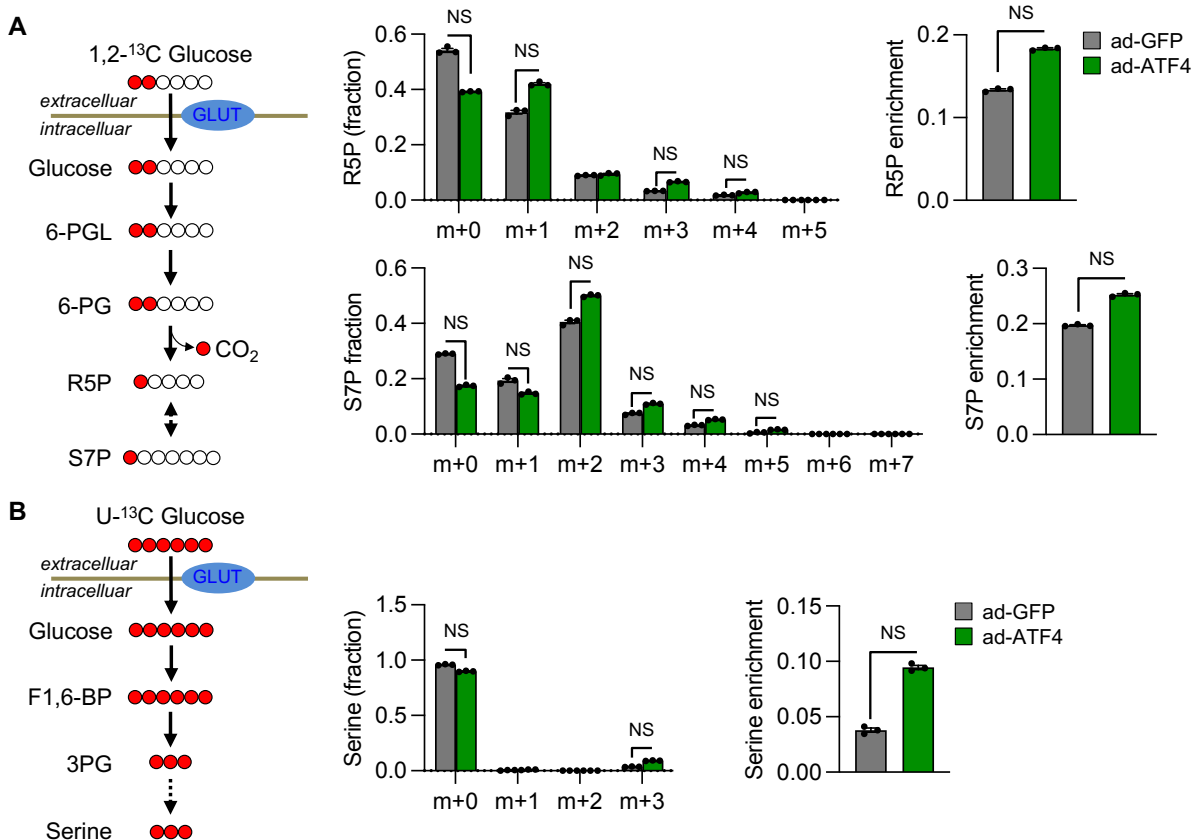 A
1,2-¹³C Glucose
extracelluar
intracelluar
GLUT
Glucose
6-PGL
6-PG
CO₂
R5P
S7P
R5P (fraction)
0.6
0.4
0.2
0.0
NS
NS
NS
NS
m+0 m+1 m+2 m+3 m+4 m+5
R5P enrichment
0.2
0.1
0.0
NS
ad-GFP
ad-ATF4
S7P fraction
0.6
0.4
0.2
0.0
NS
NS
NS
NS
NS
NS
m+0 m+1 m+2 m+3 m+4 m+5 m+6 m+7
S7P enrichment
0.3
0.2
0.1
0.0
NS
B
U-¹³C Glucose
extracelluar
intracelluar
GLUT
Glucose
F1,6-BP
3PG
Serine
Serine (fraction)
1.5
1.0
0.5
0.0
NS
NS
m+0 m+1 m+2 m+3
Serine enrichment
0.15
0.10
0.05
0.00
NS
ad-GFP
ad-ATF4